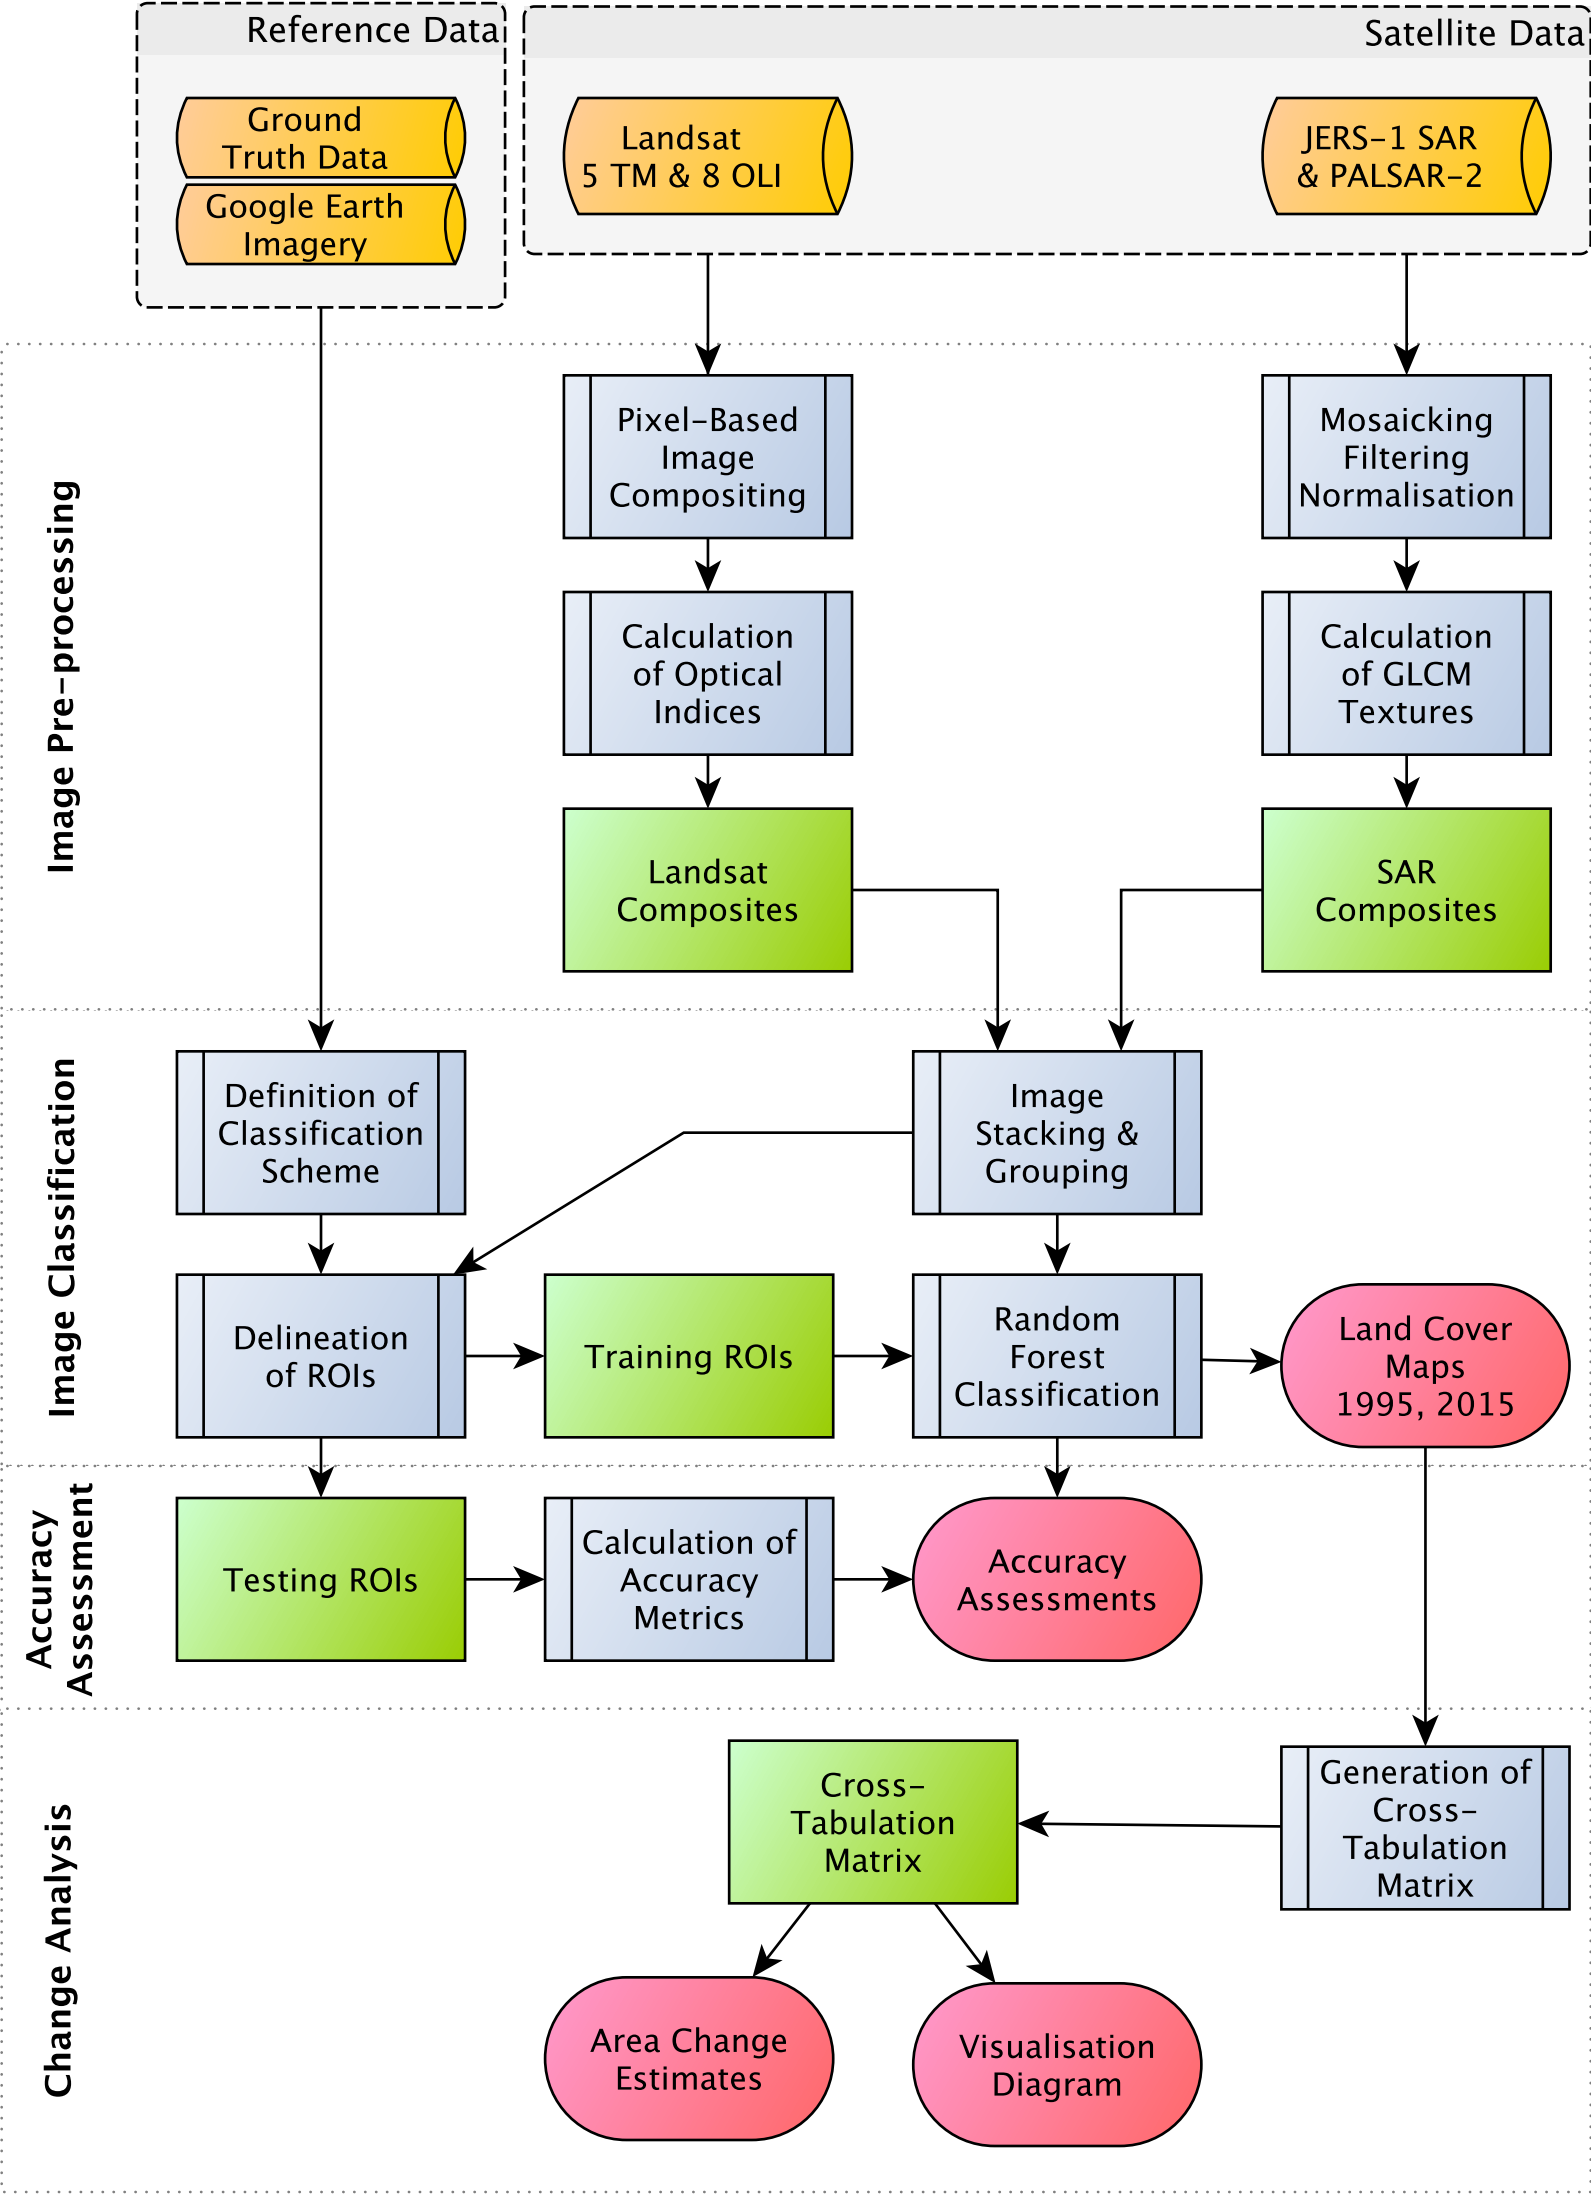 Reference Data
Satellite Data
Ground
Truth Data
Google Earth
Imagery
Landsat
5 TM & 8 OLI
JERS-1 SAR
& PALSAR-2
Image Pre-processing
Pixel-Based
Image
Compositing
Mosaicking
Filtering
Normalisation
Calculation
of Optical
Indices
Calculation
of GLCM
Textures
Landsat
Composites
SAR
Composites
Image Classification
Definition of
Classification
Scheme
Image
Stacking &
Grouping
Delineation
of ROIs
Training ROIs
Random
Forest
Classification
Land Cover
Maps
1995, 2015
Accuracy
Assessment
Testing ROIs
Calculation of
Accuracy
Metrics
Accuracy
Assessments
Change Analysis
Cross-
Tabulation
Matrix
Generation of
Cross-
Tabulation
Matrix
Area Change
Estimates
Visualisation
Diagram